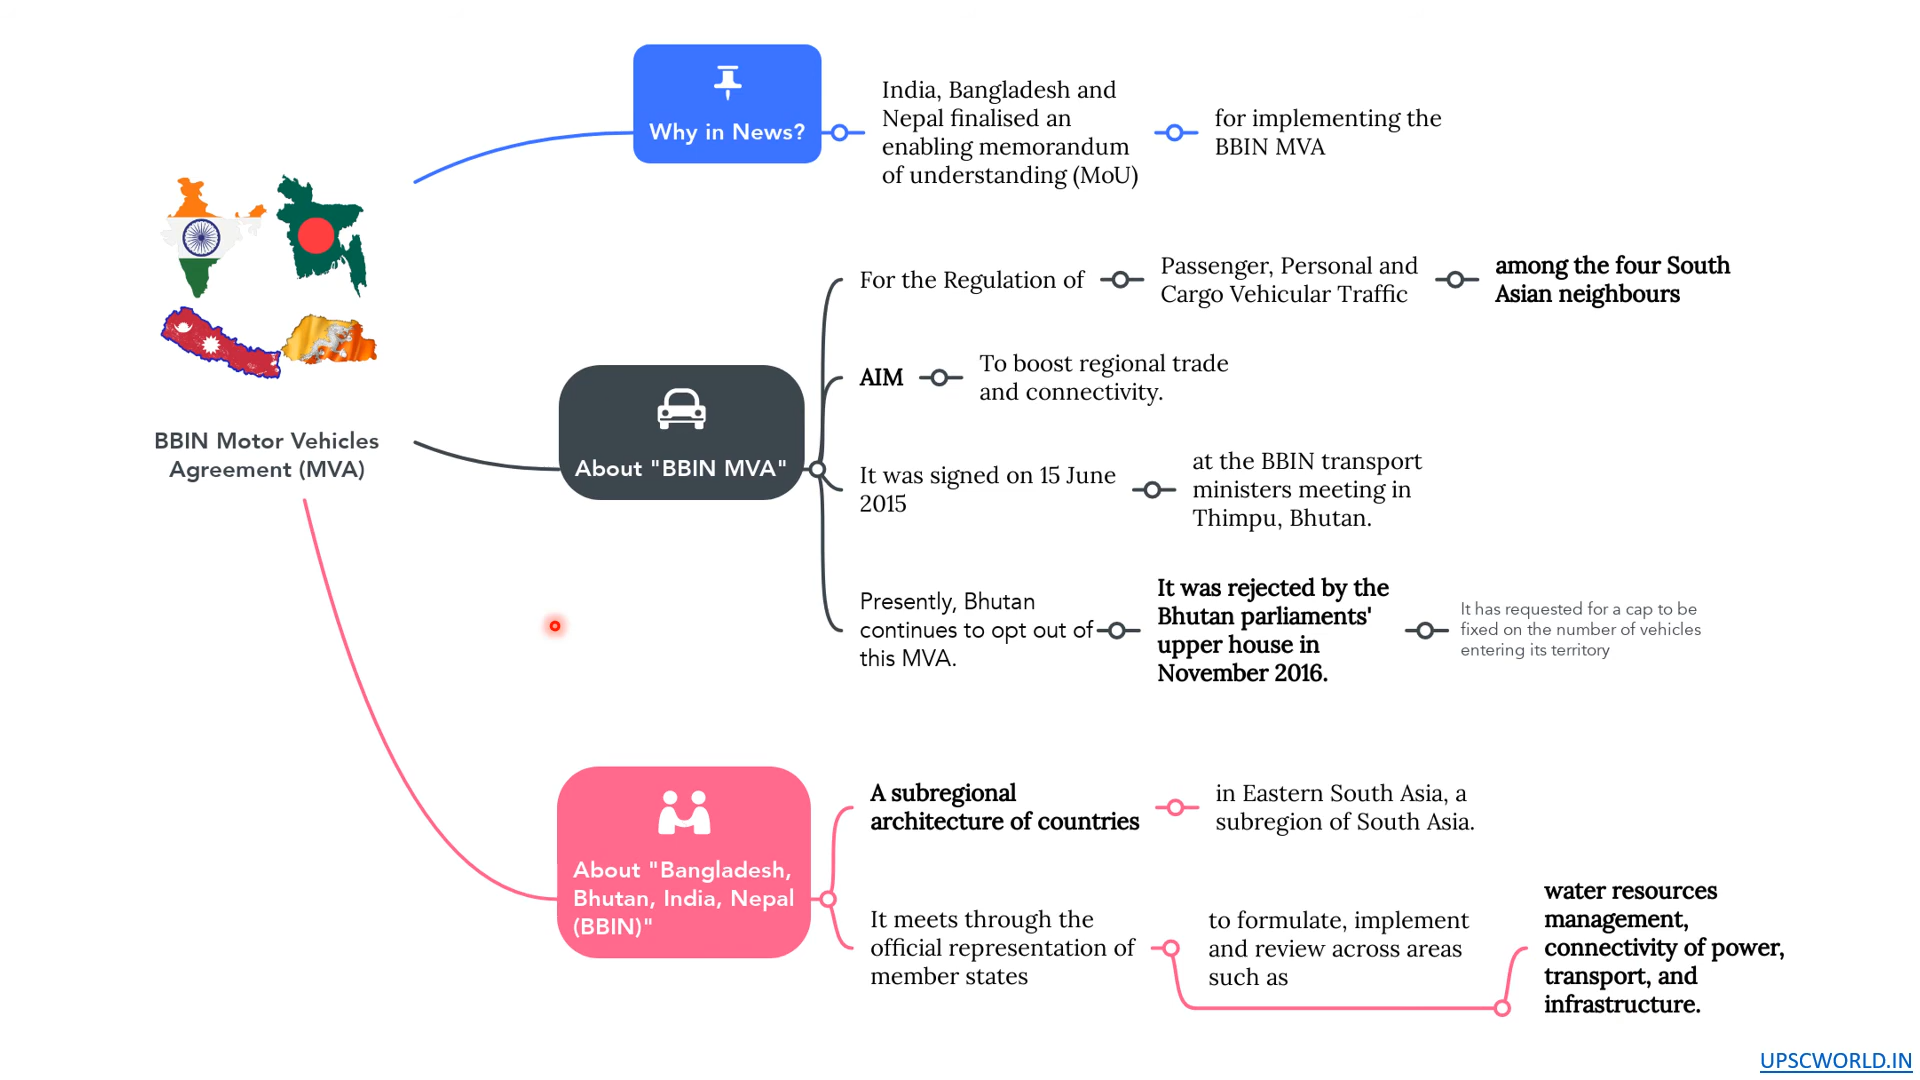 BBIN Motor Vehicles
Agreement (MVA)
Why in News?
India, Bangladesh and
Nepal finalised an
enabling memorandum
of understanding (MoU)
for implementing the
BBIN MVA
About "BBIN MVA"
For the Regulation of
Passenger, Personal and
Cargo Vehicular Traffic
among the four South
Asian neighbours
AIM
To boost regional trade
and connectivity.
It was signed on 15 June
2015
at the BBIN transport
ministers meeting in
Thimpu, Bhutan.
Presently, Bhutan
continues to opt out of
this MVA.
It was rejected by the
Bhutan parliaments'
upper house in
November 2016.
It has requested for a cap to be
fixed on the number of vehicles
entering its territory
About "Bangladesh,
Bhutan, India, Nepal
(BBIN)"
A subregional
architecture of countries
in Eastern South Asia, a
subregion of South Asia.
It meets through the
official representation of
member states
to formulate, implement
and review across areas
such as
water resources
management,
connectivity of power,
transport, and
infrastructure.
UPSCWORLD.IN